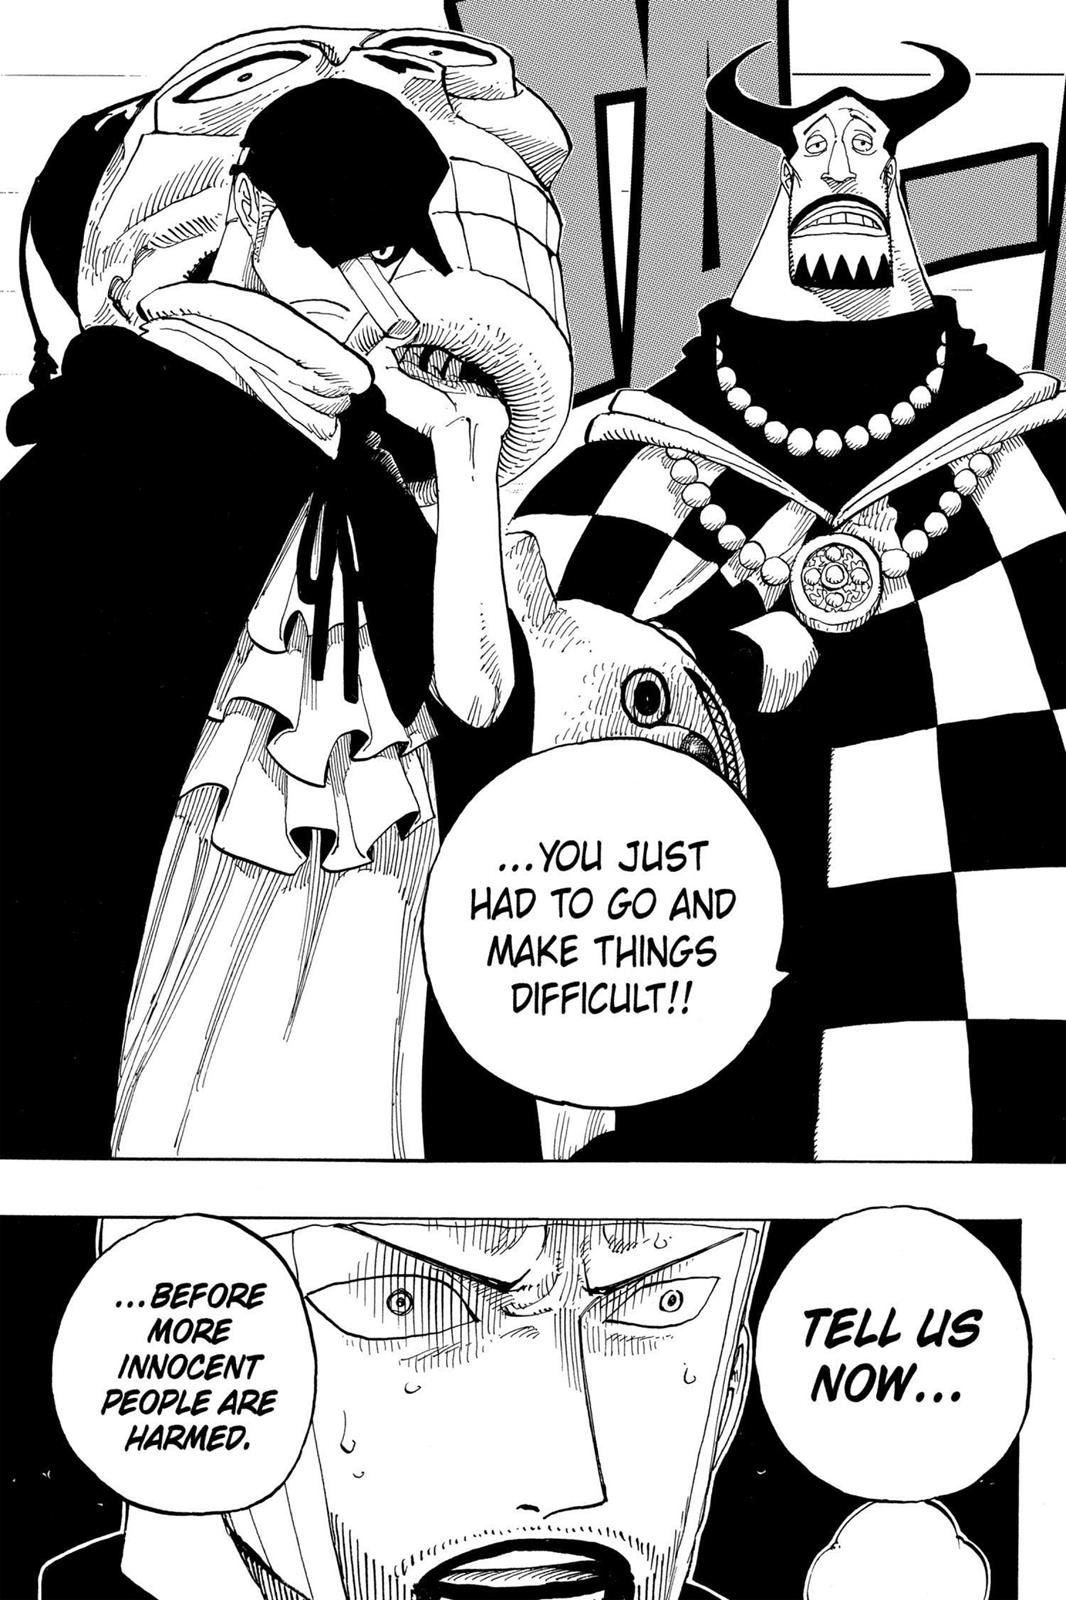 ...YOU JUST
HAD TO GO AND
MAKE THINGS
DIFFICULT!!
TELL US
NOW...
...BEFORE
MORE
INNOCENT
PEOPLE ARE
HARMED.